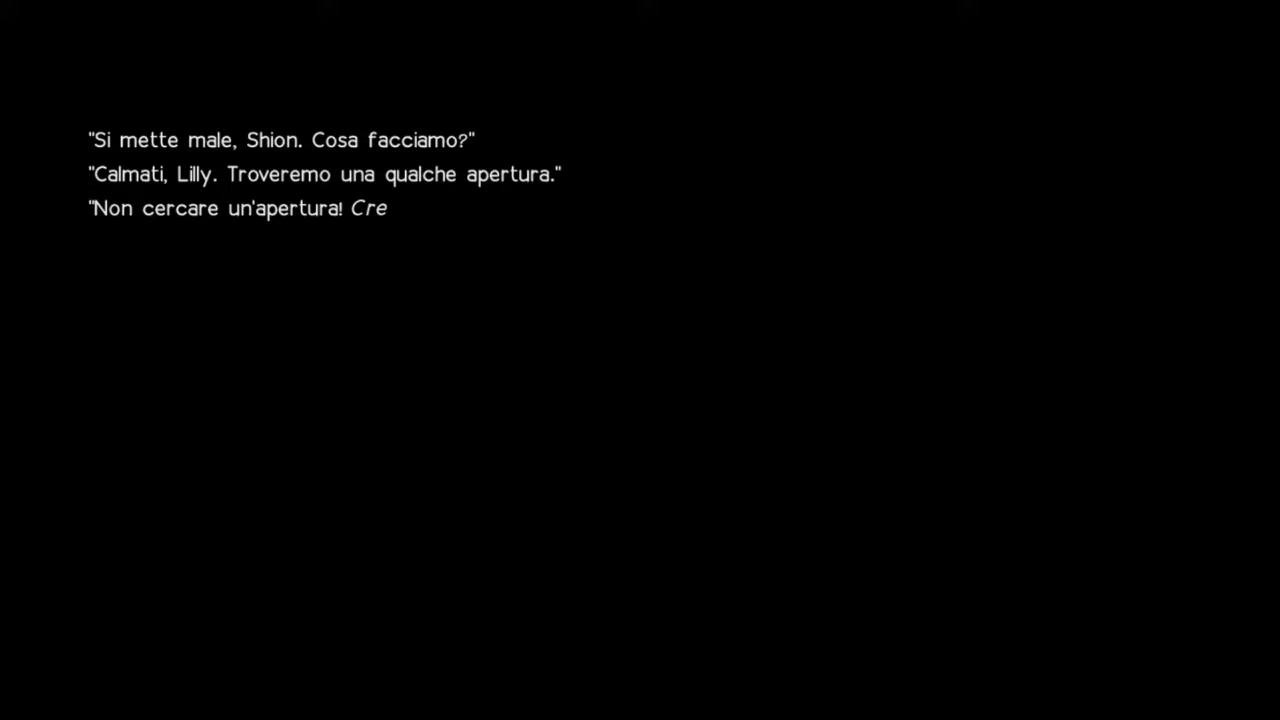 "Si mette male, Shion. Cosa facciamo?"
"Calmati, Lilly. Troveremo una qualche apertura."
"Non cercare un'apertura! Cre